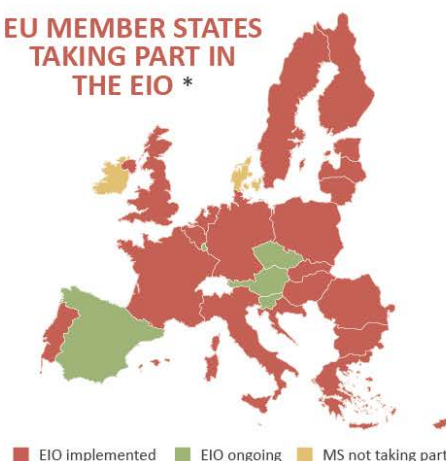 EU MEMBER STATES
TAKING PART IN
THE EIO *
EIO implemented EIO ongoing MS not taking part